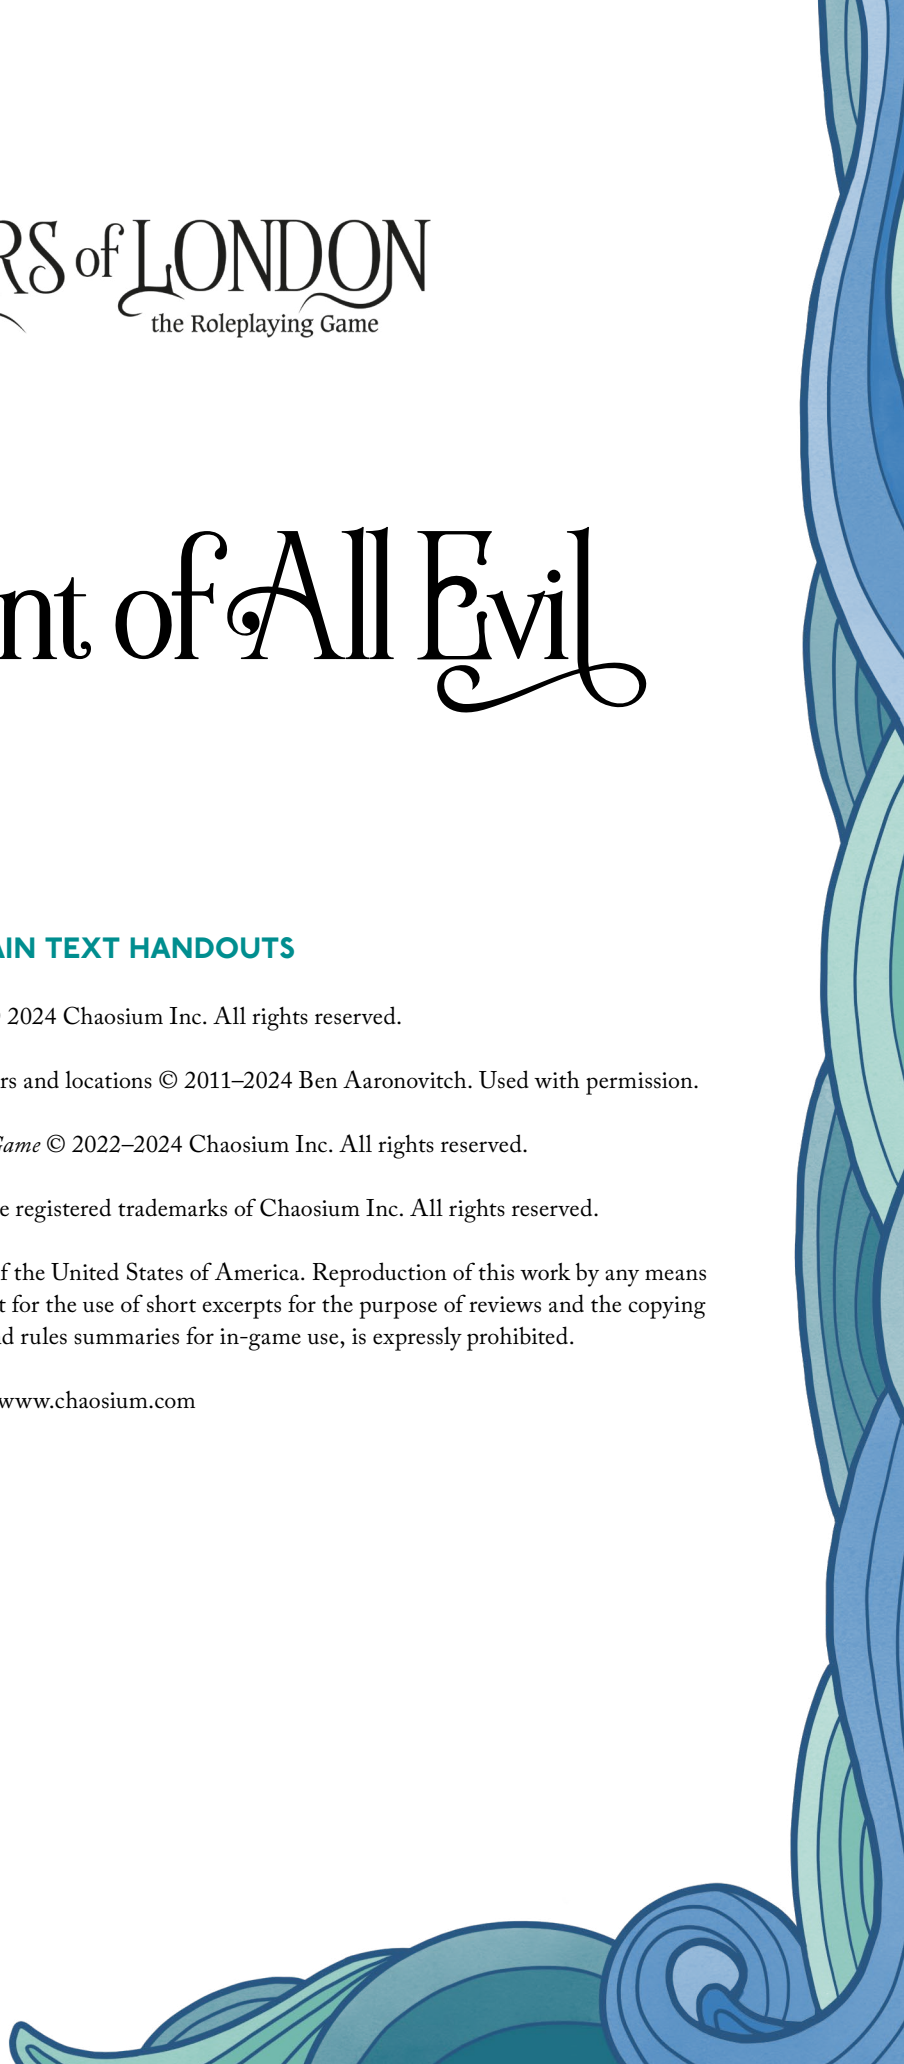 RS of LONDON
the Roleplaying Game
nt of All Evil
AIN TEXT HANDOUTS
2024 Chaosium Inc. All rights reserved.
rs and locations © 2011–2024 Ben Aaronovitch. Used with permission.
Game © 2022–2024 Chaosium Inc. All rights reserved.
e registered trademarks of Chaosium Inc. All rights reserved.
f the United States of America. Reproduction of this work by any means
t for the use of short excerpts for the purpose of reviews and the copying
d rules summaries for in-game use, is expressly prohibited.
www.chaosium.com